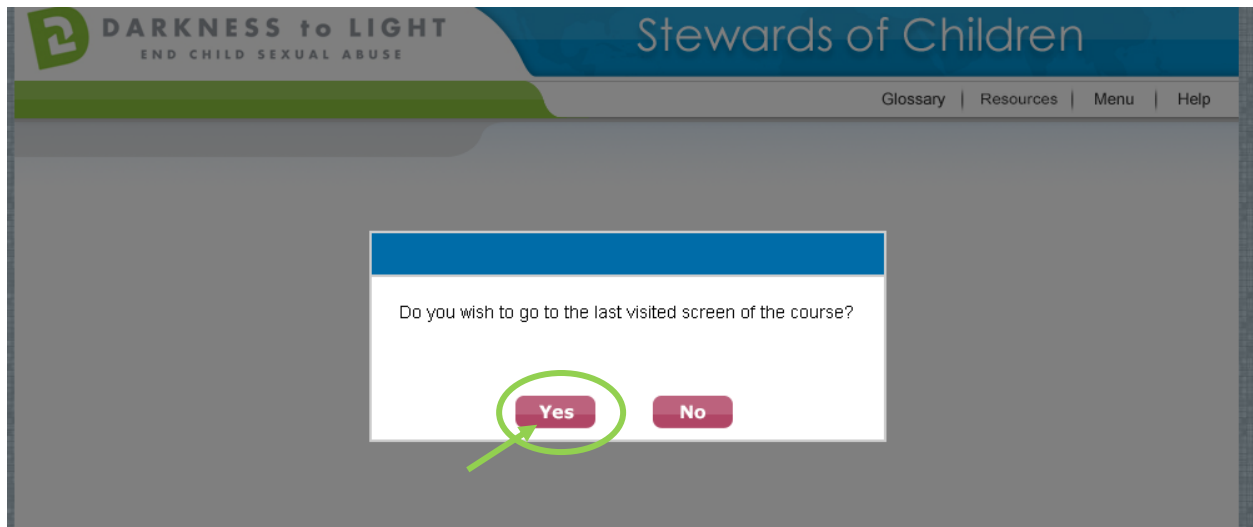 DARKNESS to LIGHT
END CHILD SEXUAL ABUSE
Stewards of Children
Glossary | Resources | Menu | Help
Do you wish to go to the last visited screen of the course?
Yes No